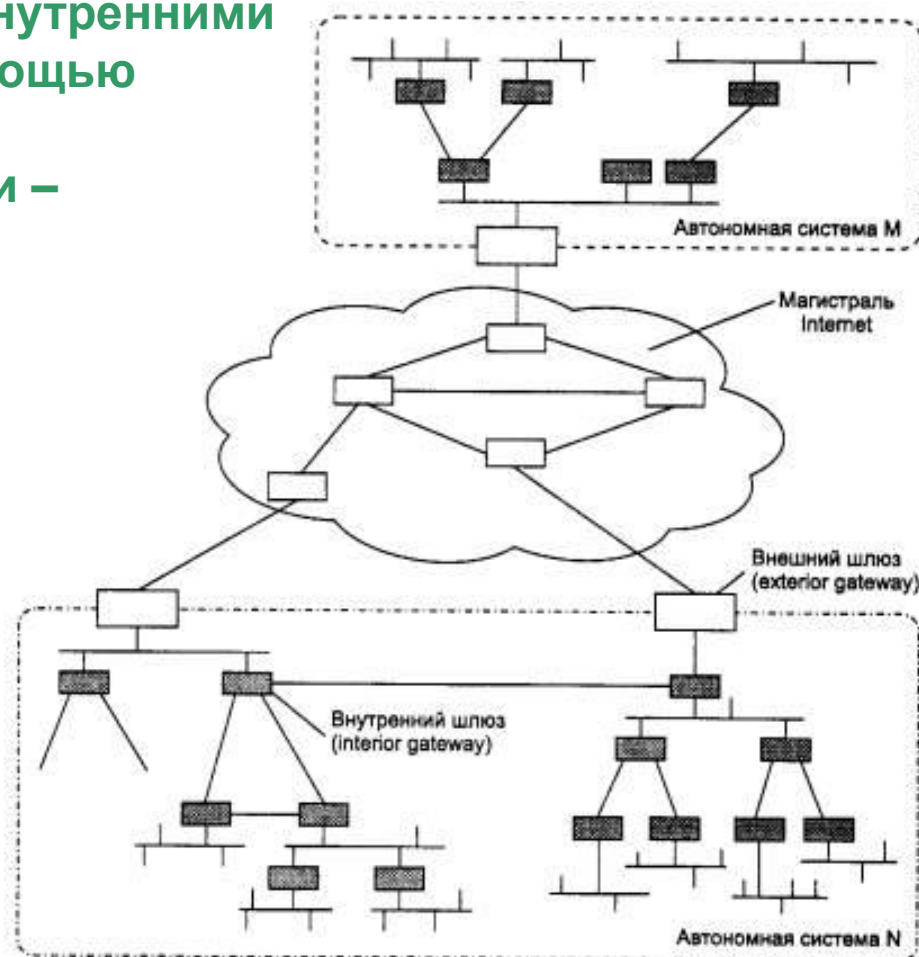 нутренними
ощью
и –
Автономная система M
Магистраль
Internet
Внешний шлюз
(exterior gateway)
Внутренний шлюз
(interior gateway)
Автономная система N